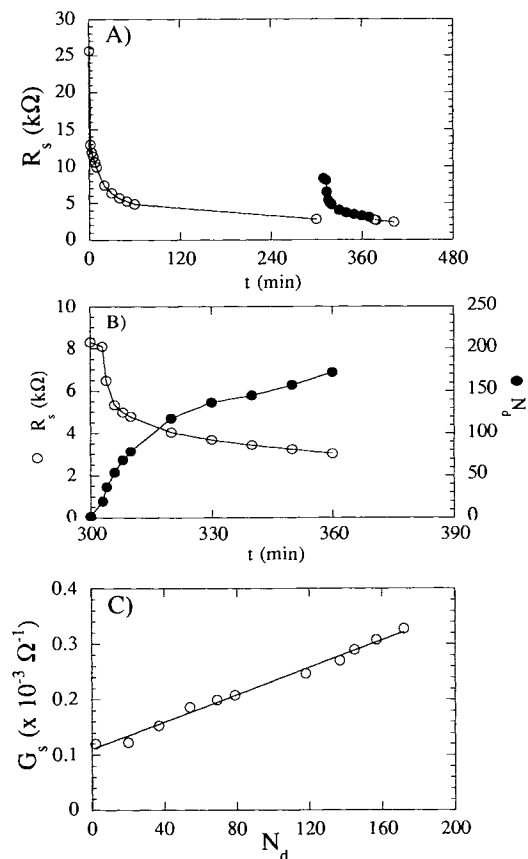 A)
30
25
20
15
10
5
0
R_s (kΩ)
0 120 240 360 480
t (min)
B)
10
8
6
4
2
0
○ R_s (kΩ)
250
200
150
100
50
0
● N_d
300 330 360 390
t (min)
C)
0.4
0.3
0.2
0.1
0
G_s (x 10^-3 Ω^-1)
0 40 80 120 160 200
N_d